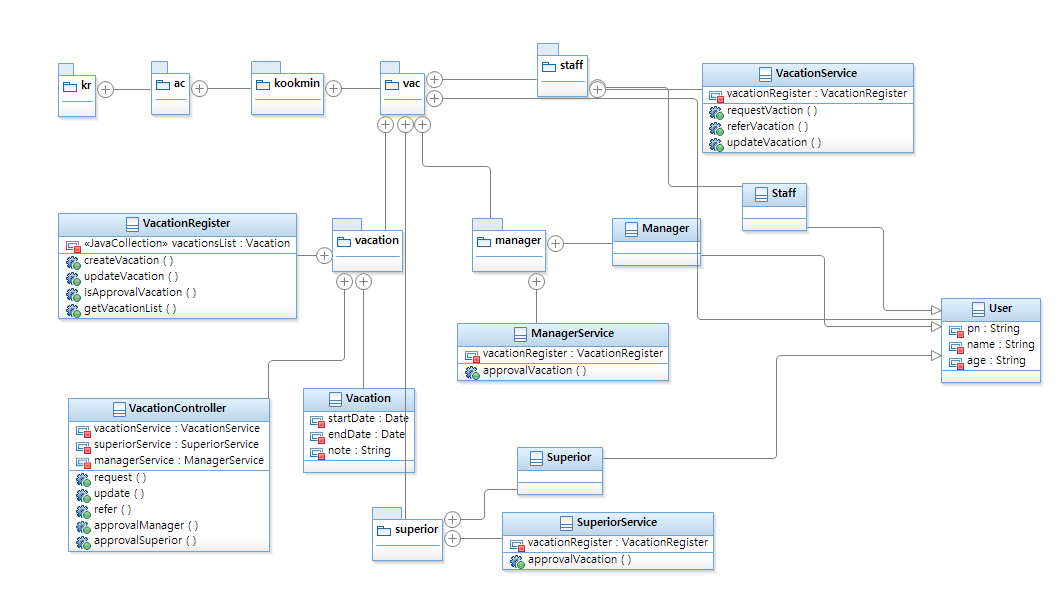 kr
ac
kookmin
vac
staff
VacationService
vacationRegister : VacationRegister
requestVaction ( )
referVacation ( )
updateVacation ( )
Staff
VacationRegister
«JavaCollection» vacationsList : Vacation
createVacation ( )
updateVacation ( )
isApprovalVacation ( )
getVacationList ( )
vacation
manager
Manager
User
pn : String
name : String
age : String
ManagerService
vacationRegister : VacationRegister
approvalVacation ( )
VacationController
vacationService : VacationService
superiorService : SuperiorService
managerService : ManagerService
request ( )
update ( )
refer ( )
approvalManager ( )
approvalSuperior ( )
Vacation
startDate : Date
endDate : Date
note : String
Superior
superior
SuperiorService
vacationRegister : VacationRegister
approvalVacation ( )